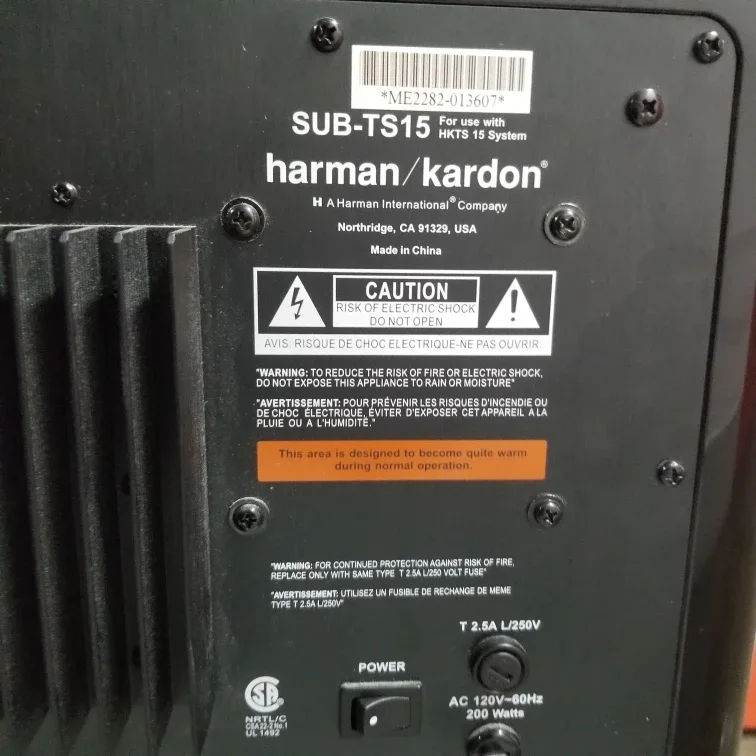 *ME2282-013607*
SUB-TS15 For use with
HKTS 15 System
harman/kardon®
H A Harman International® Company
Northridge, CA 91329, USA
Made in China
CAUTION
RISK OF ELECTRIC SHOCK
DO NOT OPEN
AVIS: RISQUE DE CHOC ELECTRIQUE-NE PAS OUVRIR.
"WARNING: TO REDUCE THE RISK OF FIRE OR ELECTRIC SHOCK,
DO NOT EXPOSE THIS APPLIANCE TO RAIN OR MOISTURE"
"AVERTISSEMENT: POUR PRÉVENIR LES RISQUES D'INCENDIE OU
DE CHOC ÉLECTRIQUE, ÉVITER D'EXPOSER CET APPAREIL A LA
PLUIE OU A L'HUMIDITÉ."
This area is designed to become quite warm
during normal operation.
"WARNING: FOR CONTINUED PROTECTION AGAINST RISK OF FIRE,
REPLACE ONLY WITH SAME TYPE T 2.5A L/250 VOLT FUSE"
"AVERTISSEMENT: UTILISEZ UN FUSIBLE DE RECHANGE DE MEME
TYPE T 2.5A L/250V"
T 2.5A L/250V
POWER
AC 120V~60Hz
200 Watts
NRTL/C
CSA 22-2 No.1
UL 1492